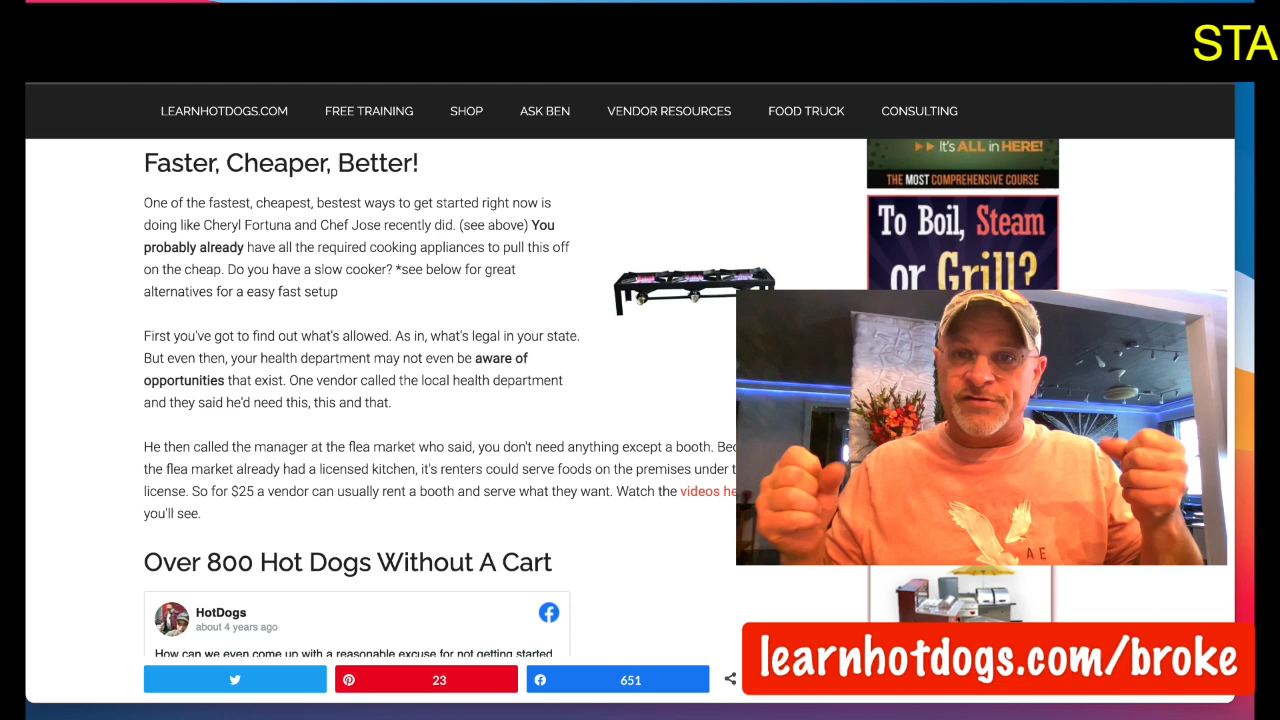 STA
LEARNHOTDOGS.COM FREE TRAINING SHOP ASK BEN VENDOR RESOURCES FOOD TRUCK CONSULTING
Faster, Cheaper, Better!
One of the fastest, cheapest, bestest ways to get started right now is
doing like Cheryl Fortuna and Chef Jose recently did. (see above) You
probably already have all the required cooking appliances to pull this off
on the cheap. Do you have a slow cooker? *see below for great
alternatives for a easy fast setup
First you've got to find out what's allowed. As in, what's legal in your state.
But even then, your health department may not even be aware of
opportunities that exist. One vendor called the local health department
and they said he'd need this, this and that.
He then called the manager at the flea market who said, you don't need anything except a booth. Bec
the flea market already had a licensed kitchen, it's renters could serve foods on the premises under t
license. So for $25 a vendor can usually rent a booth and serve what they want. Watch the videos he
you'll see.
Over 800 Hot Dogs Without A Cart
HotDogs
about 4 years ago
How can we even come up with a reasonable excuse for not getting started
23
651
►► It's ALL in HERE!
THE MOST COMPREHENSIVE COURSE
To Boil, Steam
or Grill?
A E
learnhotdogs.com/broke